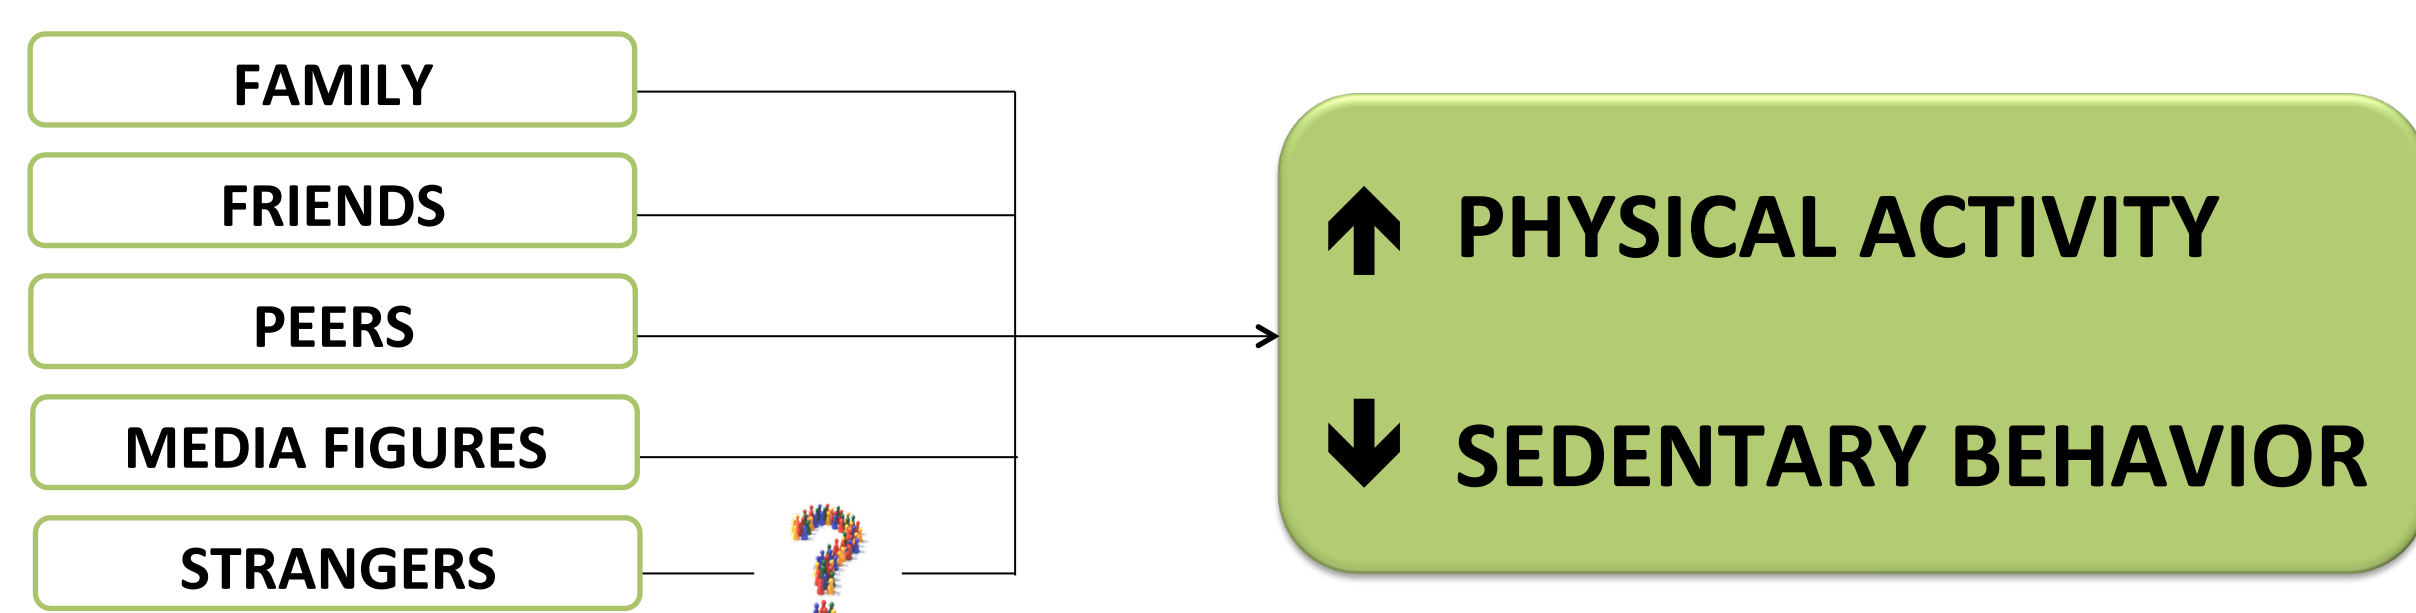 FAMILY
FRIENDS
PEERS
MEDIA FIGURES
STRANGERS
?
PHYSICAL ACTIVITY
SEDENTARY BEHAVIOR